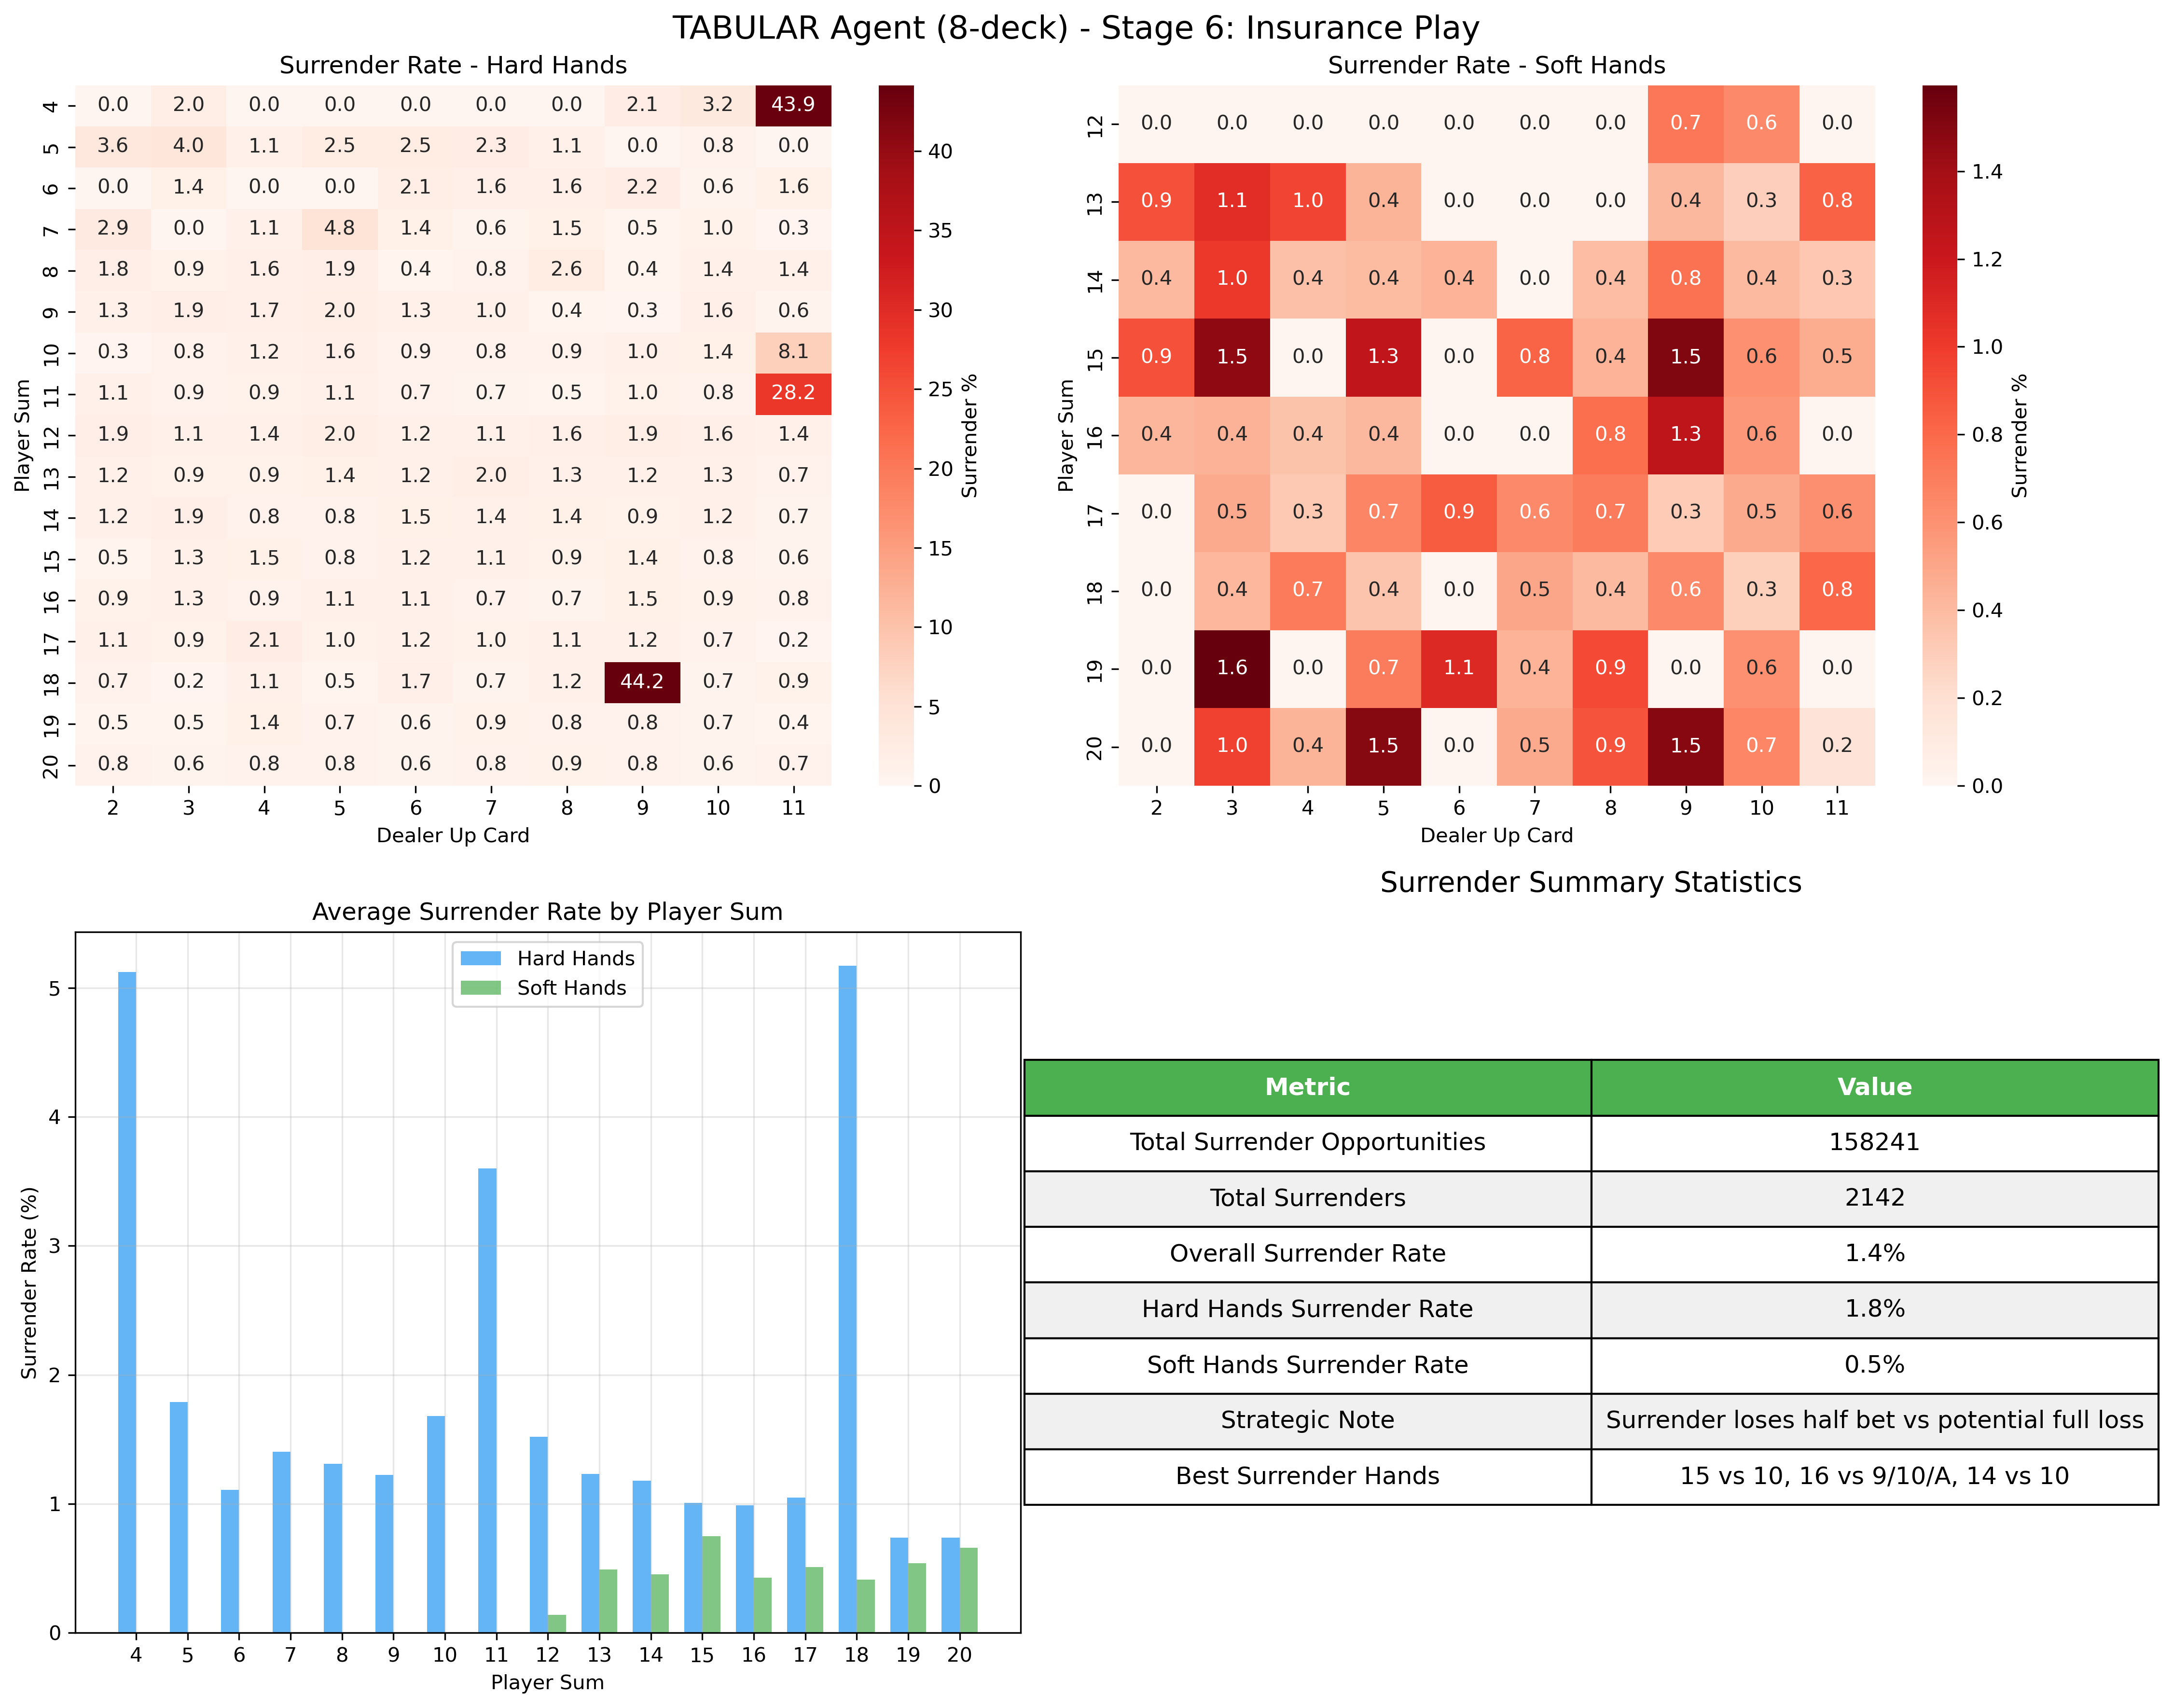 TABULAR Agent (8-deck) - Stage 6: Insurance Play
Surrender Rate - Hard Hands
4 0.0 2.0 0.0 0.0 0.0 0.0 0.0 2.1 3.2 43.9
5 3.6 4.0 1.1 2.5 2.5 2.3 1.1 0.0 0.8 0.0
6 0.0 1.4 0.0 0.0 2.1 1.6 1.6 2.2 0.6 1.6
7 2.9 0.0 1.1 4.8 1.4 0.6 1.5 0.5 1.0 0.3
8 1.8 0.9 1.6 1.9 0.4 0.8 2.6 0.4 1.4 1.4
9 1.3 1.9 1.7 2.0 1.3 1.0 0.4 0.3 1.6 0.6
10 0.3 0.8 1.2 1.6 0.9 0.8 0.9 1.0 1.4 8.1
11 1.1 0.9 0.9 1.1 0.7 0.7 0.5 1.0 0.8 28.2
12 1.9 1.1 1.4 2.0 1.2 1.1 1.6 1.9 1.6 1.4
13 1.2 0.9 0.9 1.4 1.2 2.0 1.3 1.2 1.3 0.7
14 1.2 1.9 0.8 0.8 1.5 1.4 1.4 0.9 1.2 0.7
15 0.5 1.3 1.5 0.8 1.2 1.1 0.9 1.4 0.8 0.6
16 0.9 1.3 0.9 1.1 1.1 0.7 0.7 1.5 0.9 0.8
17 1.1 0.9 2.1 1.0 1.2 1.0 1.1 1.2 0.7 0.2
18 0.7 0.2 1.1 0.5 1.7 0.7 1.2 44.2 0.7 0.9
19 0.5 0.5 1.4 0.7 0.6 0.9 0.8 0.8 0.7 0.4
20 0.8 0.6 0.8 0.8 0.6 0.8 0.9 0.8 0.6 0.7
2 3 4 5 6 7 8 9 10 11
Dealer Up Card
Player Sum
40
35
30
25
20
15
10
5
0
Surrender %
Surrender Rate - Soft Hands
12 0.0 0.0 0.0 0.0 0.0 0.0 0.0 0.7 0.6 0.0
13 0.9 1.1 1.0 0.4 0.0 0.0 0.0 0.4 0.3 0.8
14 0.4 1.0 0.4 0.4 0.4 0.0 0.4 0.8 0.4 0.3
15 0.9 1.5 0.0 1.3 0.0 0.8 0.4 1.5 0.6 0.5
16 0.4 0.4 0.4 0.4 0.0 0.0 0.8 1.3 0.6 0.0
17 0.0 0.5 0.3 0.7 0.9 0.6 0.7 0.3 0.5 0.6
18 0.0 0.4 0.7 0.4 0.0 0.5 0.4 0.6 0.3 0.8
19 0.0 1.6 0.0 0.7 1.1 0.4 0.9 0.0 0.6 0.0
20 0.0 1.0 0.4 1.5 0.0 0.5 0.9 1.5 0.7 0.2
2 3 4 5 6 7 8 9 10 11
Dealer Up Card
Player Sum
1.4
1.2
1.0
0.8
0.6
0.4
0.2
0.0
Surrender %
Average Surrender Rate by Player Sum
Hard Hands
Soft Hands
5
4
3
2
1
0
Surrender Rate (%)
4 5 6 7 8 9 10 11 12 13 14 15 16 17 18 19 20
Player Sum
Surrender Summary Statistics
Metric Value
Total Surrender Opportunities 158241
Total Surrenders 2142
Overall Surrender Rate 1.4%
Hard Hands Surrender Rate 1.8%
Soft Hands Surrender Rate 0.5%
Strategic Note Surrender loses half bet vs potential full loss
Best Surrender Hands 15 vs 10, 16 vs 9/10/A, 14 vs 10